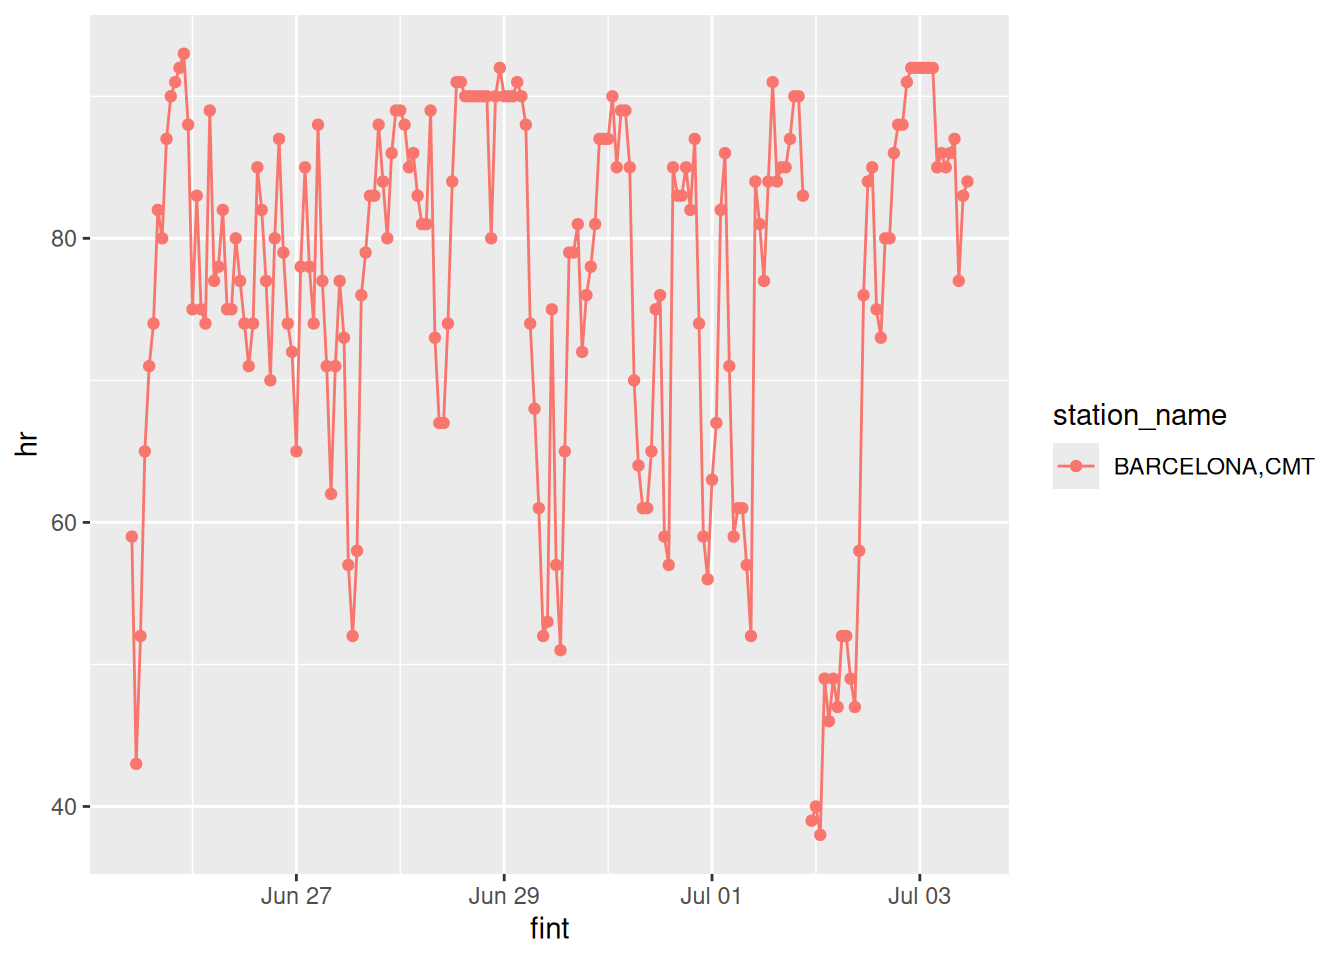 80
60
40
hr
Jun 27
Jun 29
Jul 01
Jul 03
fint
station_name
BARCELONA,CMT